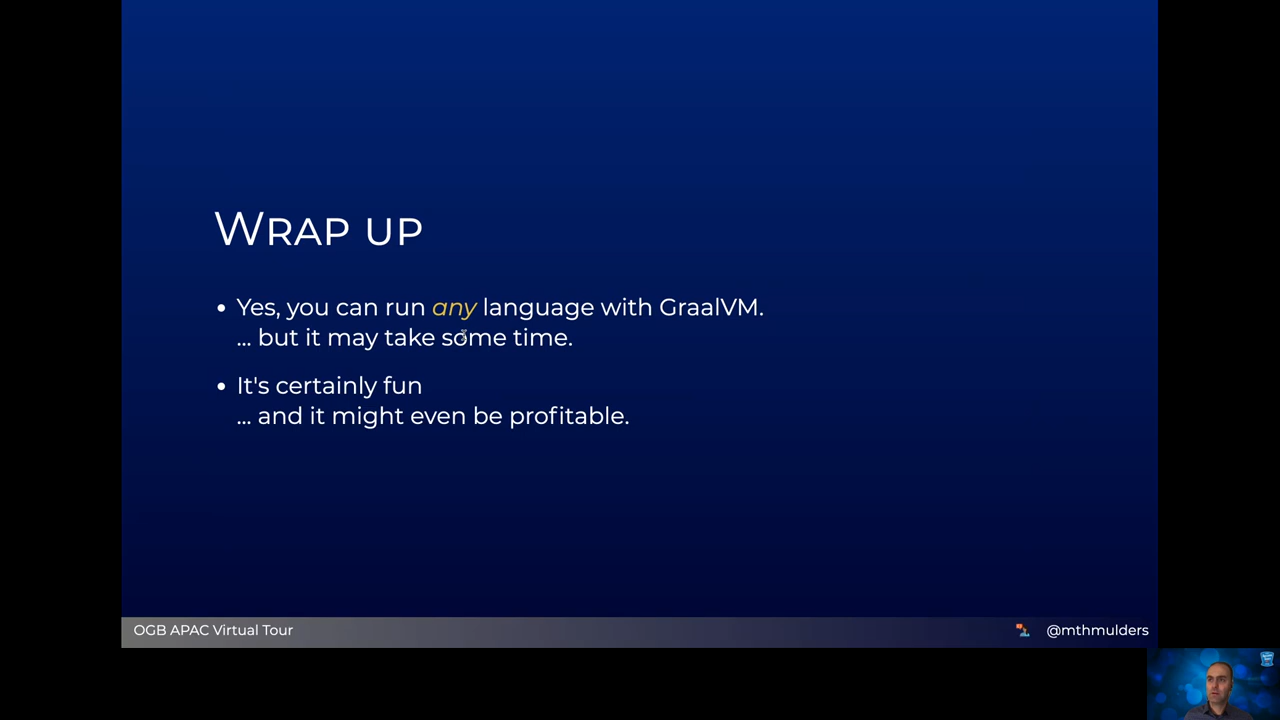 Wrap up
• Yes, you can run any language with GraalVM.
... but it may take some time.
• It's certainly fun
... and it might even be profitable.
OGB APAC Virtual Tour
@mthmulders